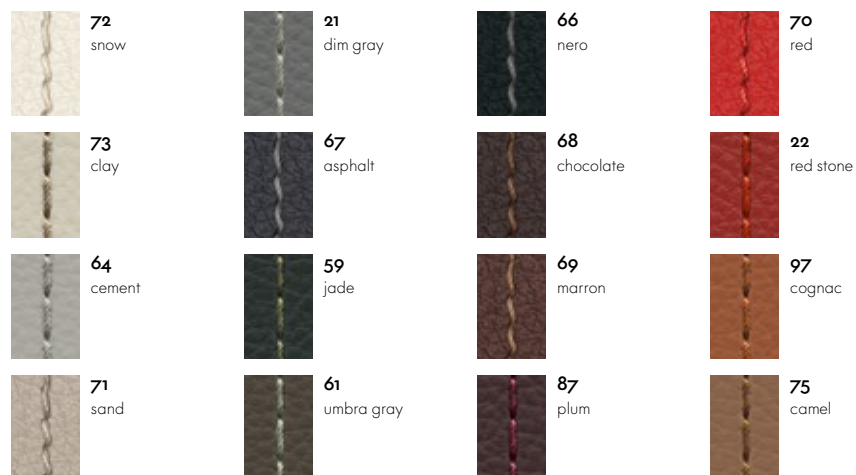 72
snow
21
dim gray
66
nero
70
red
73
clay
67
asphalt
68
chocolate
22
red stone
64
cement
59
jade
69
marron
97
cognac
71
sand
61
umbra gray
87
plum
75
camel